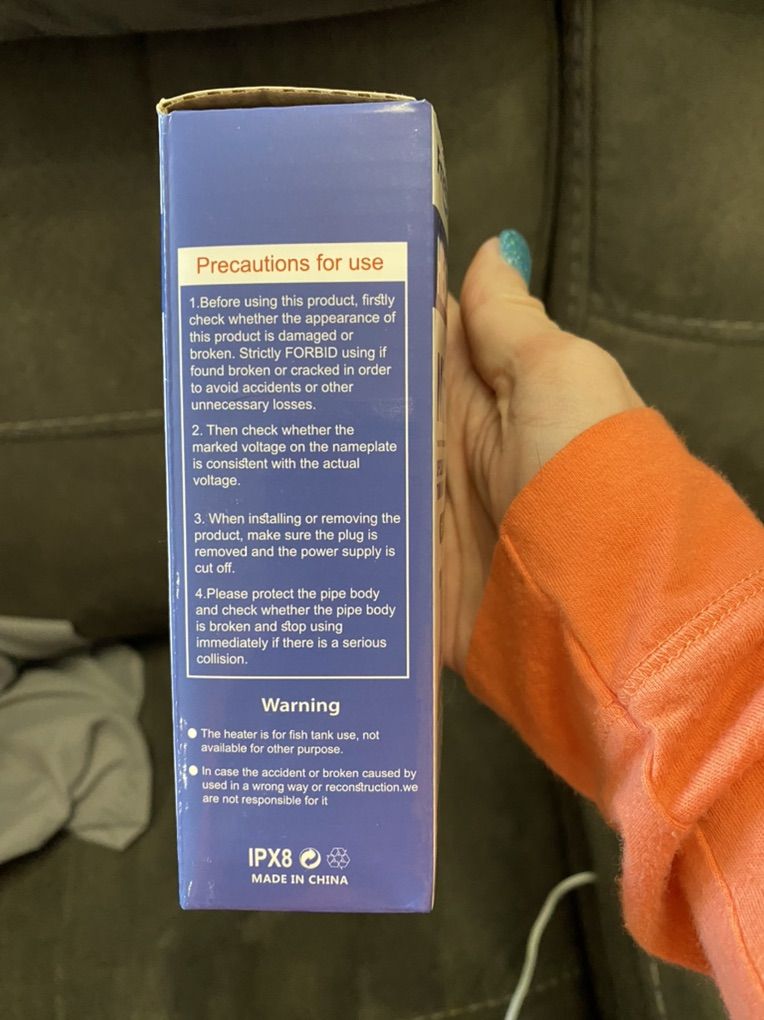 Precautions for use
1.Before using this product, firstly
check whether the appearance of
this product is damaged or
broken. Strictly FORBID using if
found broken or cracked in order
to avoid accidents or other
unnecessary losses.
2. Then check whether the
marked voltage on the nameplate
is consistent with the actual
voltage.
3. When installing or removing the
product, make sure the plug is
removed and the power supply is
cut off.
4.Please protect the pipe body
and check whether the pipe body
is broken and stop using
immediately if there is a serious
collision.
Warning
The heater is for fish tank use, not
available for other purpose.
In case the accident or broken caused by
used in a wrong way or reconstruction.we
are not responsible for it
IPX8
MADE IN CHINA